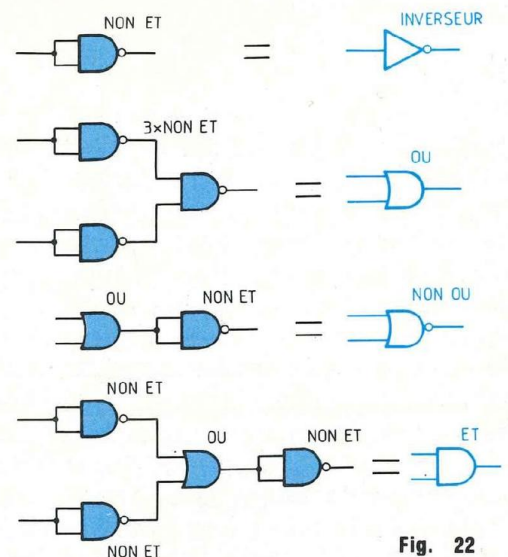 NON ET
INVERSEUR
3×NON ET
OU
OU
NON ET
NON OU
NON ET
OU
NON ET
ET
NON ET
Fig. 22